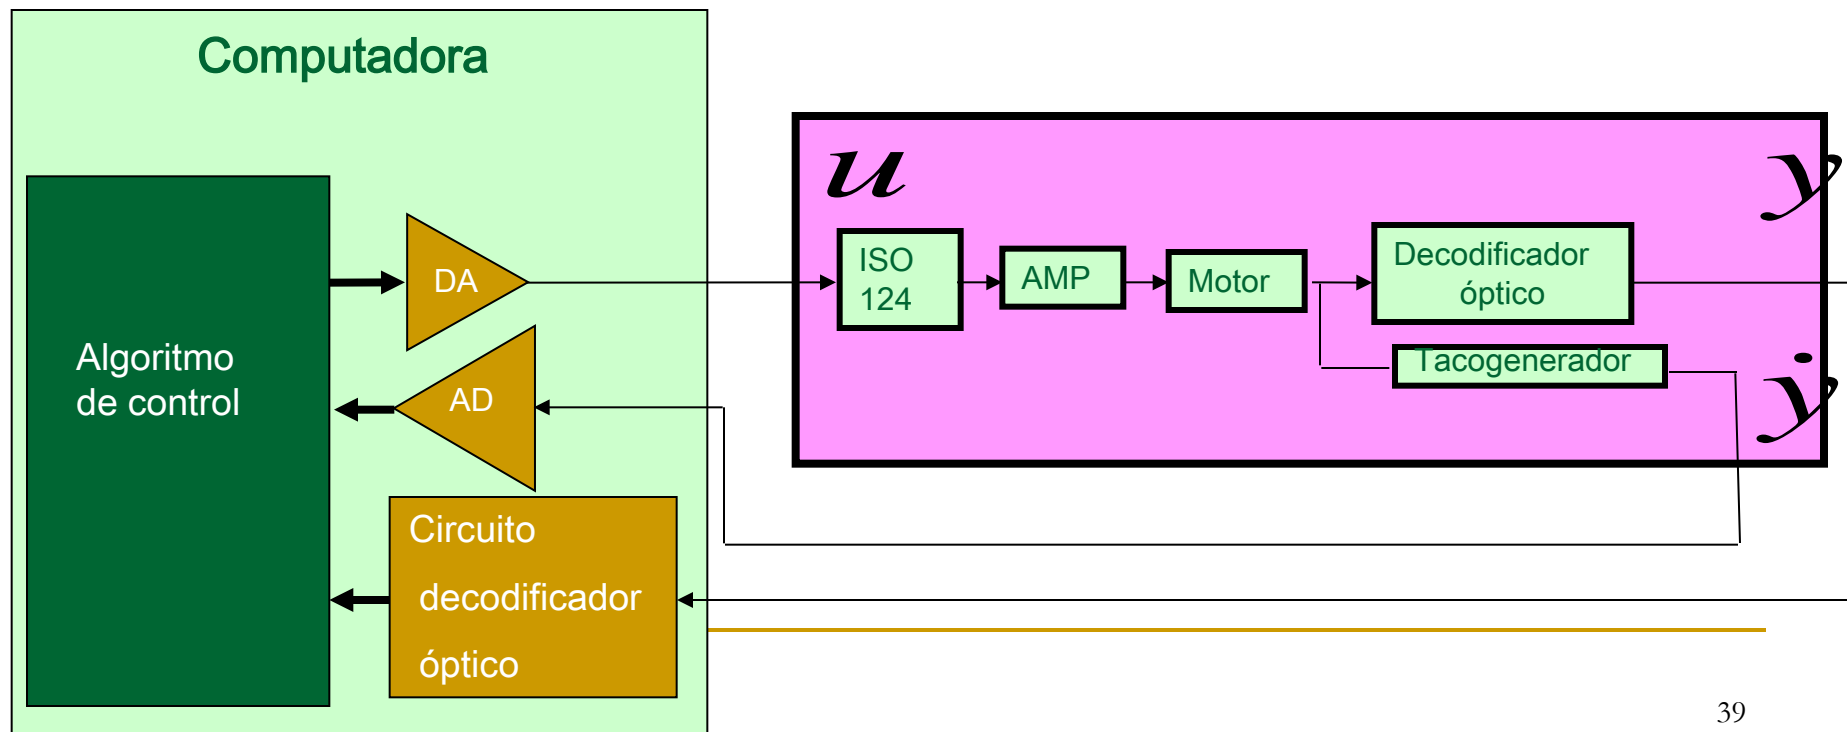 Computadora
Algoritmo
de control
DA
AD
Circuito
decodificador
óptico
u
ISO
124
AMP
Motor
Decodificador
óptico
Tacogenerador
y
ẏ
39